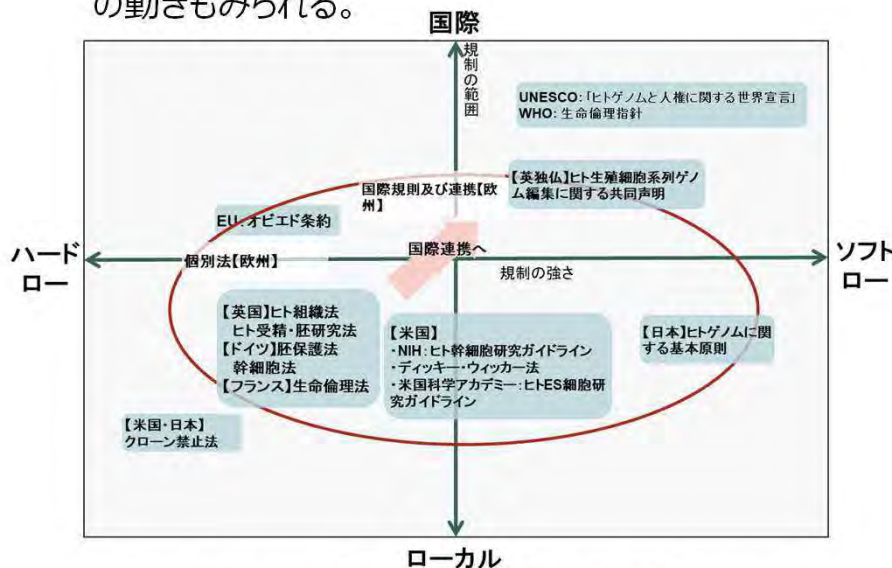 の動きもみられる。
国際
規制の範囲
UNESCO:「ヒトゲノムと人権に関する世界宣言」
WHO: 生命倫理指針
国際規則及び連携【欧
州】
【英独仏】ヒト生殖細胞系列ゲノ
ム編集に関する共同声明
EU:オビエド条約
ハード
ロー
個別法【欧州】
国際連携へ
規制の強さ
ソフト
ロー
【英国】ヒト組織法
ヒト受精・胚研究法
【ドイツ】胚保護法
幹細胞法
【フランス】生命倫理法
【米国】
・NIH: ヒト幹細胞研究ガイドライン
・ディッキー・ウィッカー法
・米国科学アカデミー:ヒトES細胞研
究ガイドライン
【日本】ヒトゲノムに関
する基本原則
【米国・日本】
クローン禁止法
ローカル